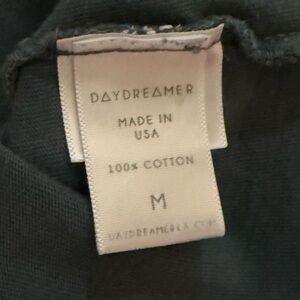 DAYDREAMER
MADE IN
USA
100% COTTON
M
DAYDREAMERLA.COM